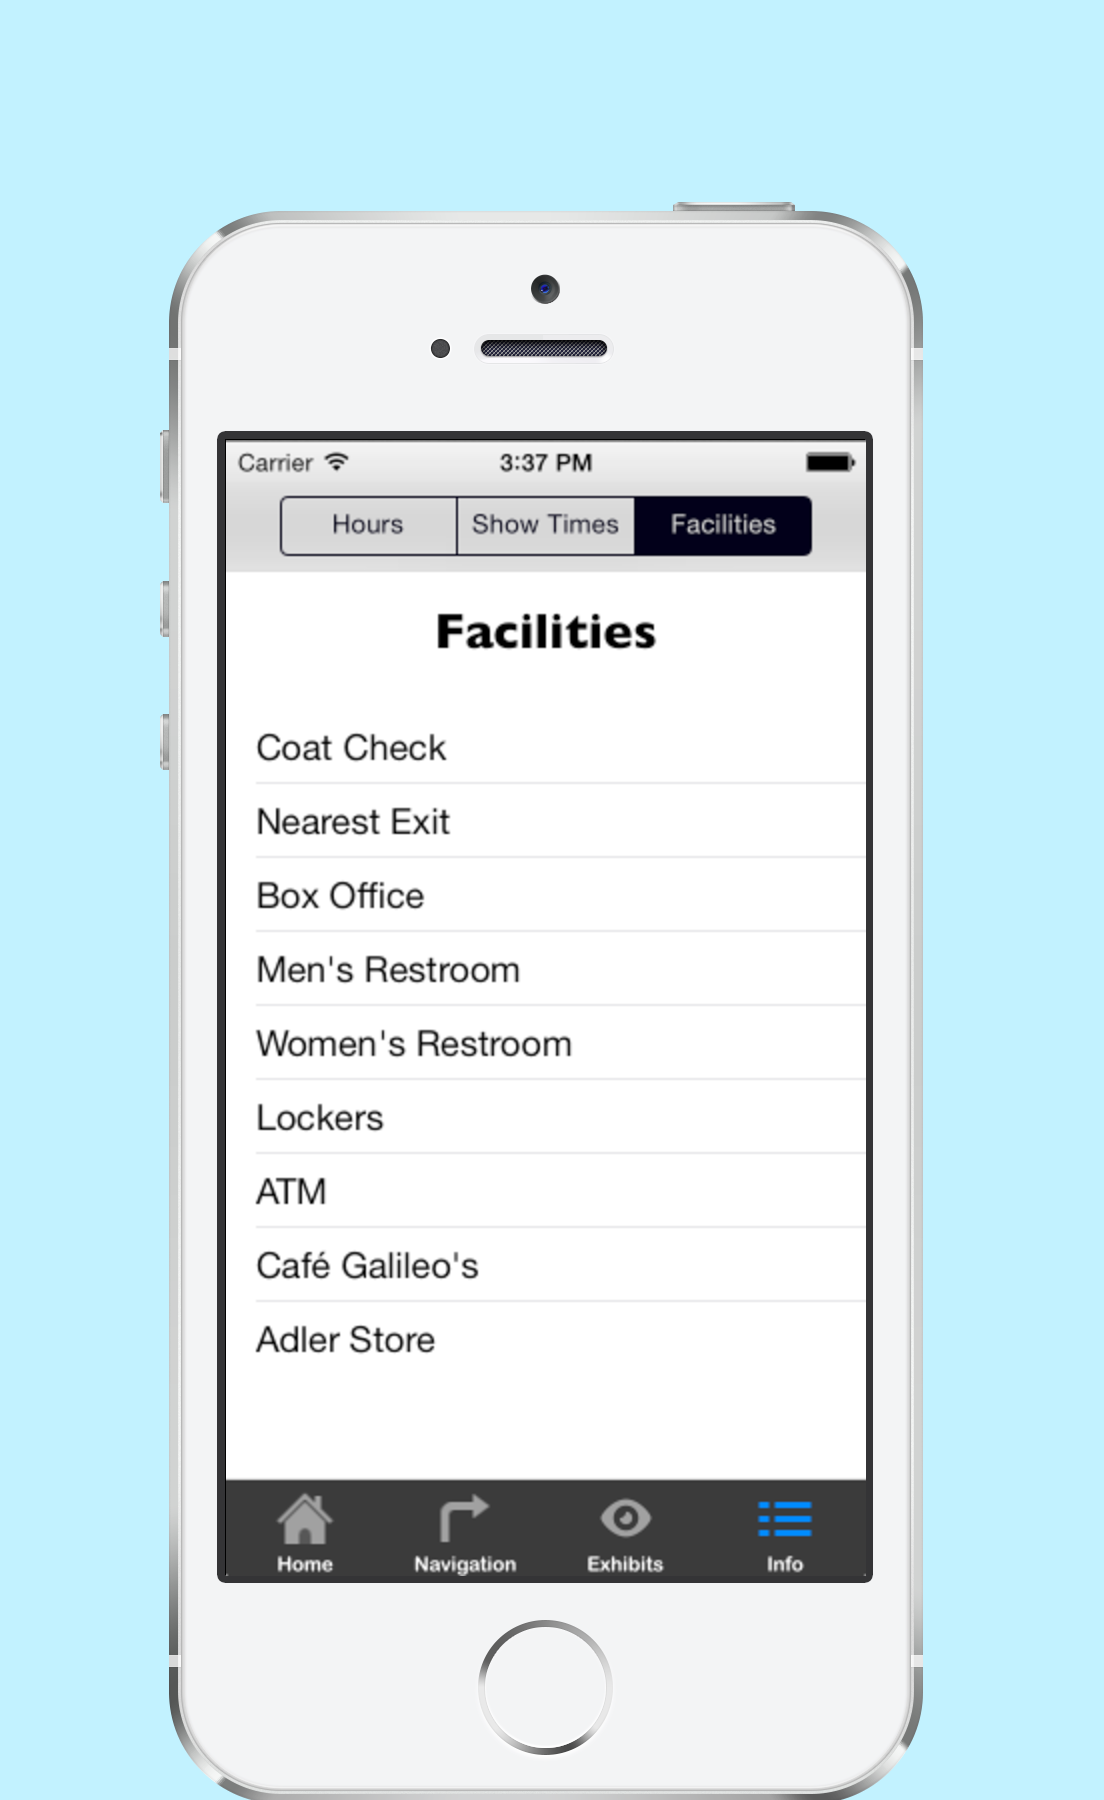 Carrier 3:37 PM
Hours Show Times Facilities
Facilities
Coat Check
Nearest Exit
Box Office
Men's Restroom
Women's Restroom
Lockers
ATM
Café Galileo's
Adler Store
Home Navigation Exhibits Info